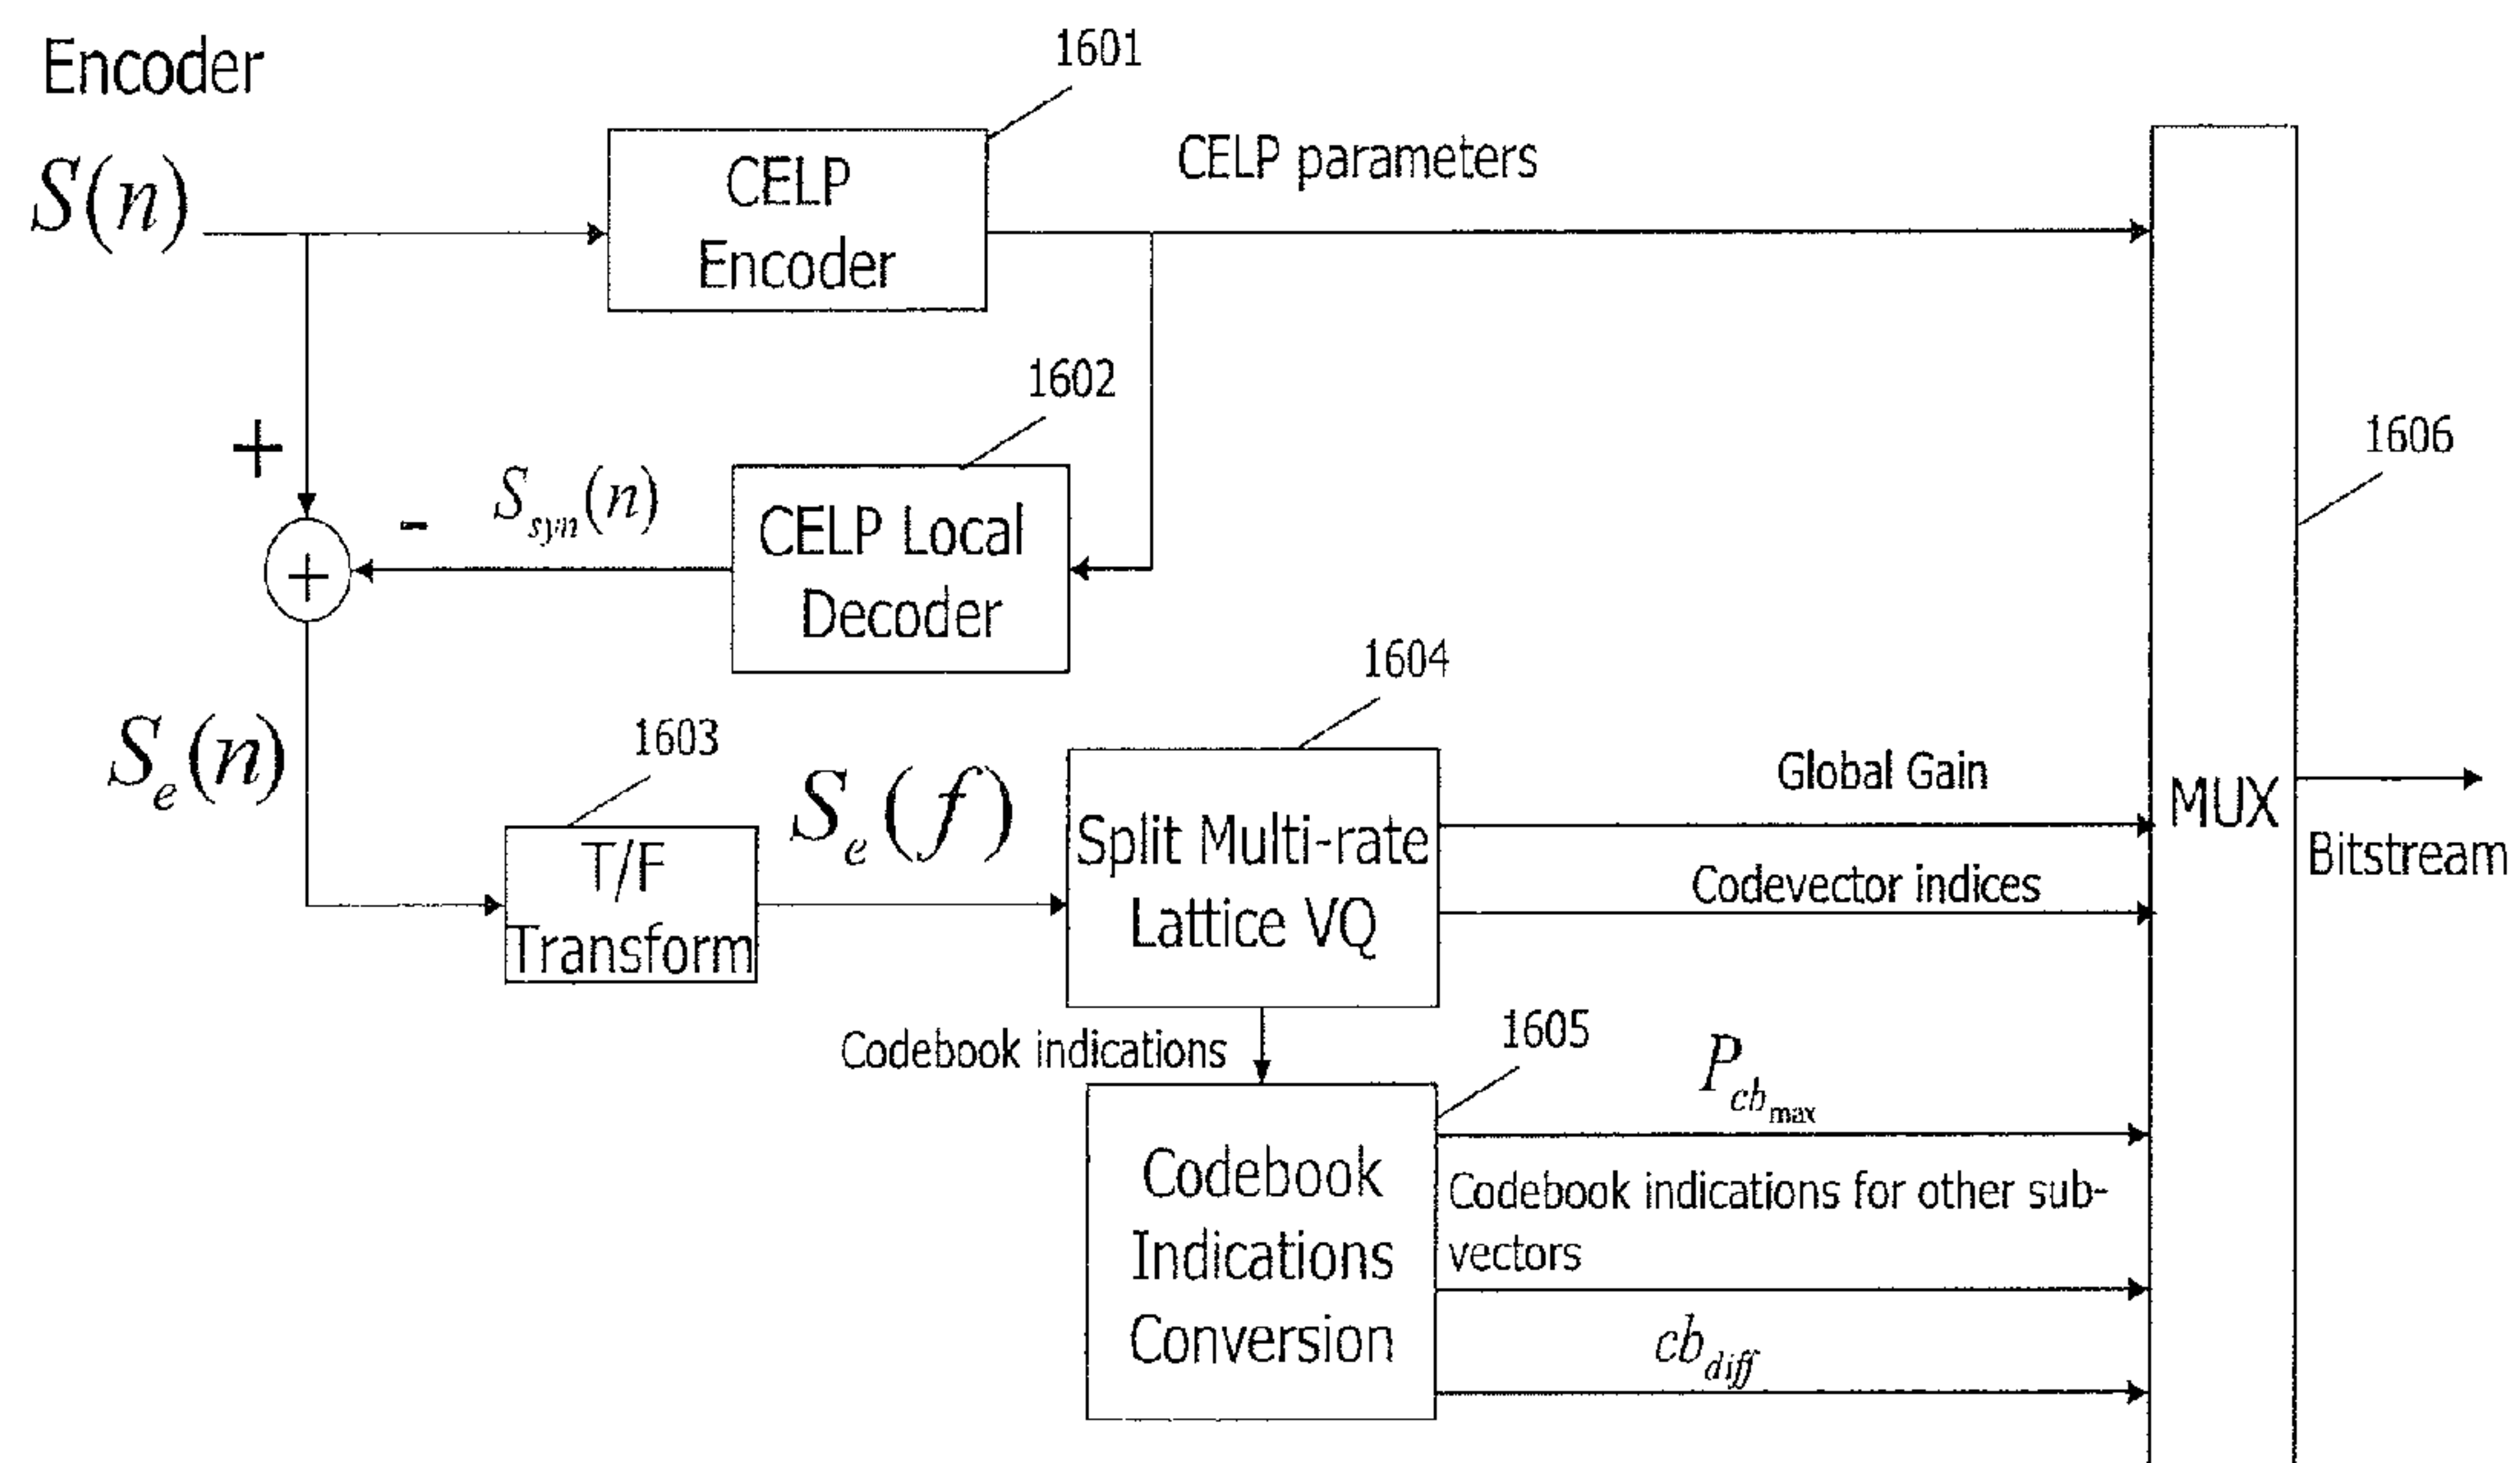 Encoder
1601
CELP parameters
S(n)
CELP
Encoder
1602
+
-
S_syn(n)
CELP Local
Decoder
+
1606
1604
S_e(n)
1603
S_e(f)
T/F
Transform
Split Multi-rate
Lattice VQ
Global Gain
Codevector indices
MUX
Bitstream
Codebook indications
1605
P_cb_max
Codebook
Indications
Conversion
Codebook indications for other sub-
vectors
cb_diff